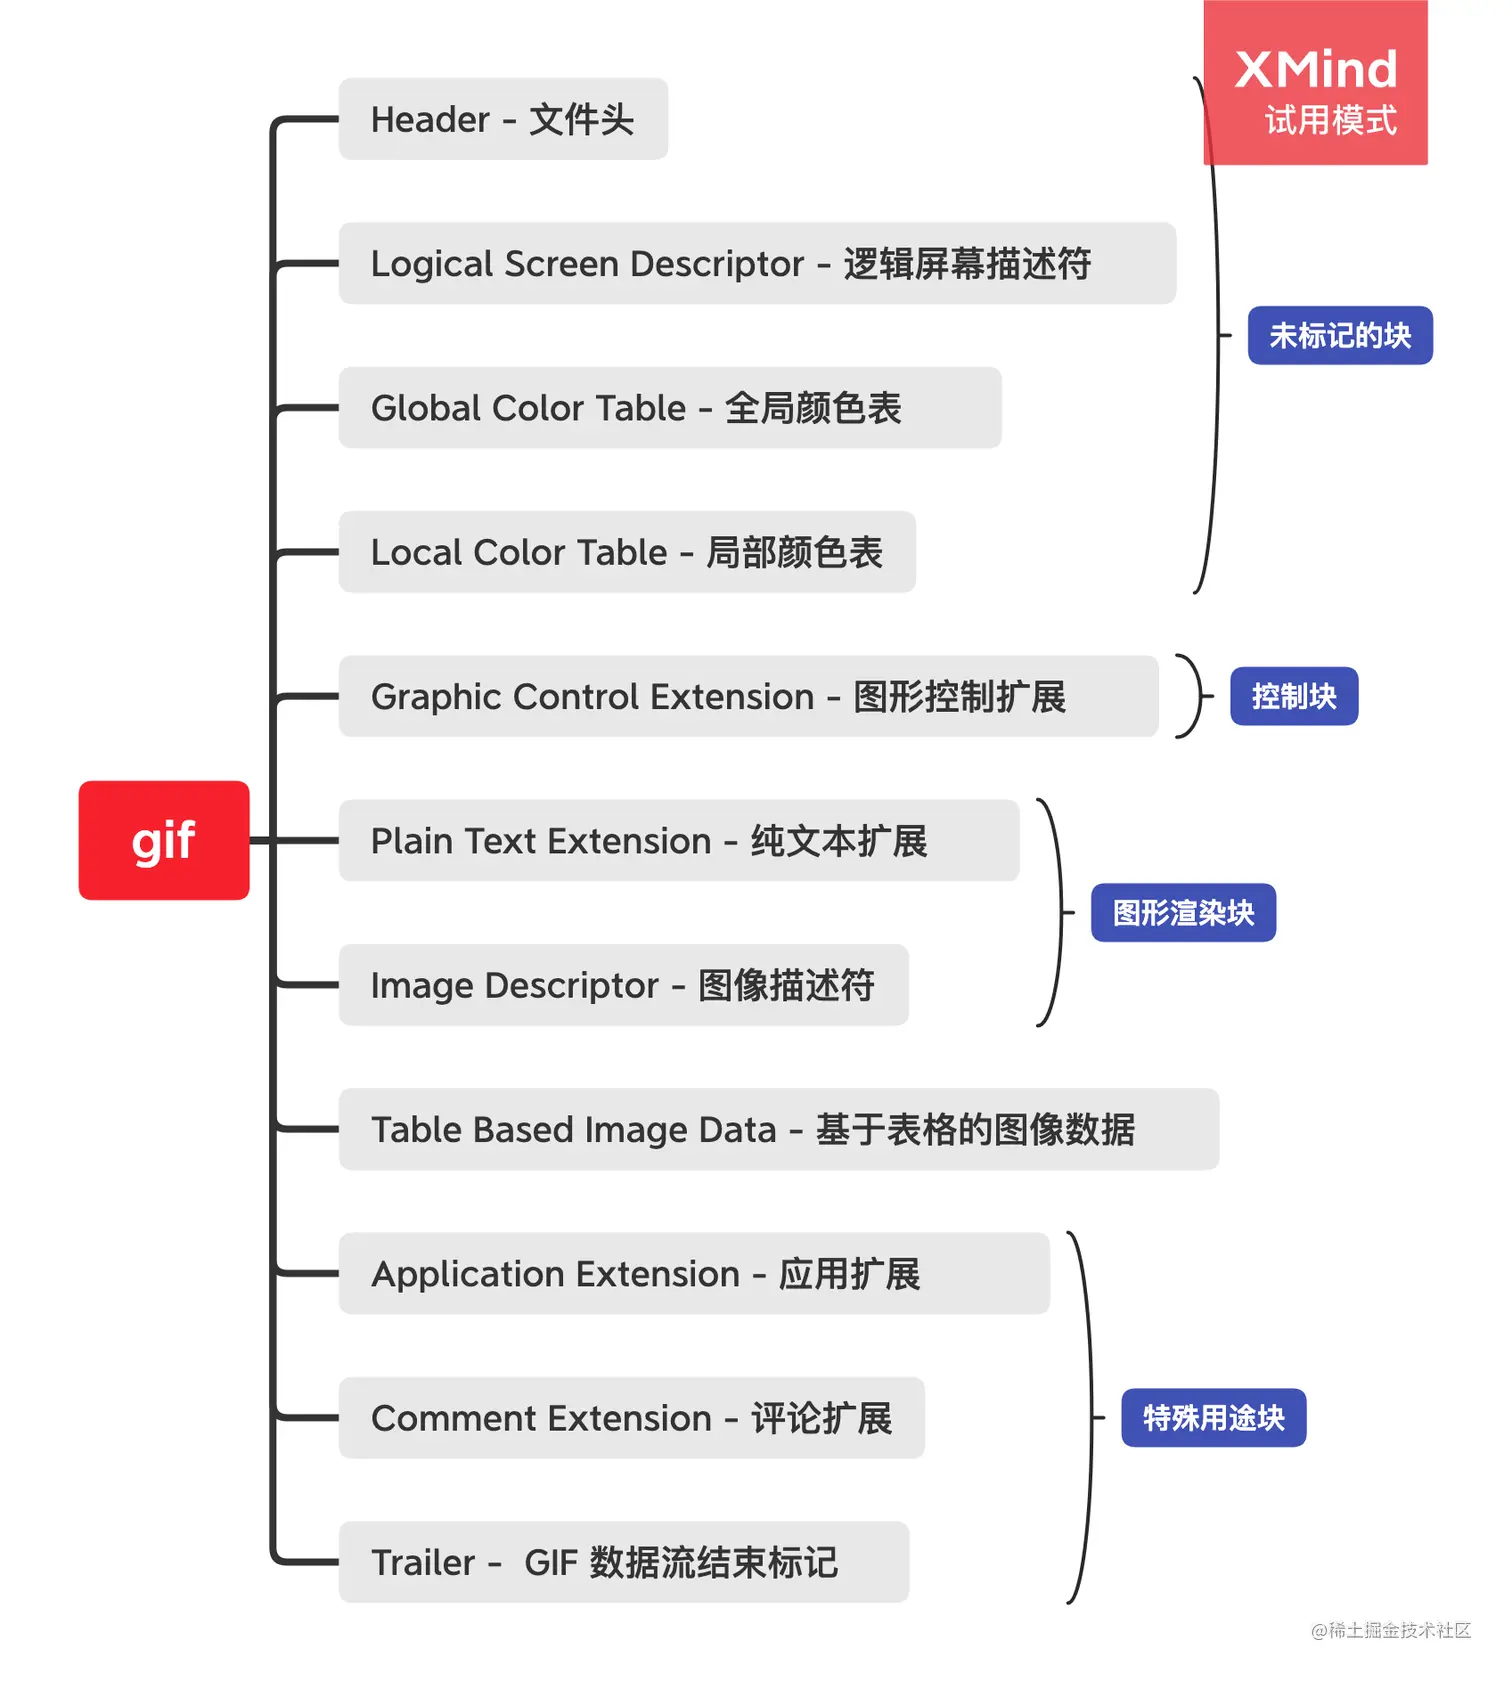 XMind
试用模式
Header - 文件头
Logical Screen Descriptor - 逻辑屏幕描述符
未标记的块
Global Color Table - 全局颜色表
Local Color Table - 局部颜色表
Graphic Control Extension - 图形控制扩展
控制块
gif
Plain Text Extension - 纯文本扩展
图形渲染块
Image Descriptor - 图像描述符
Table Based Image Data - 基于表格的图像数据
Application Extension - 应用扩展
Comment Extension - 评论扩展
特殊用途块
Trailer - GIF 数据流结束标记
@稀土掘金技术社区